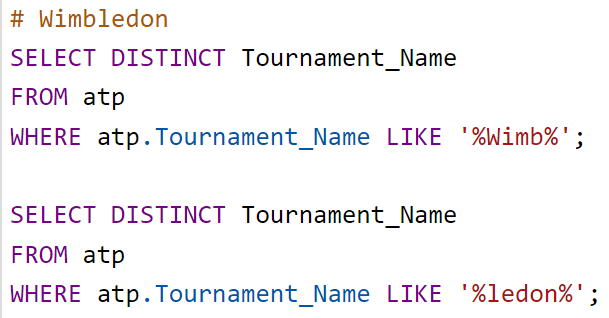 # Wimbledon
SELECT DISTINCT Tournament_Name
FROM atp
WHERE atp.Tournament_Name LIKE '%Wimb%';
SELECT DISTINCT Tournament_Name
FROM atp
WHERE atp.Tournament_Name LIKE '%ledon%';